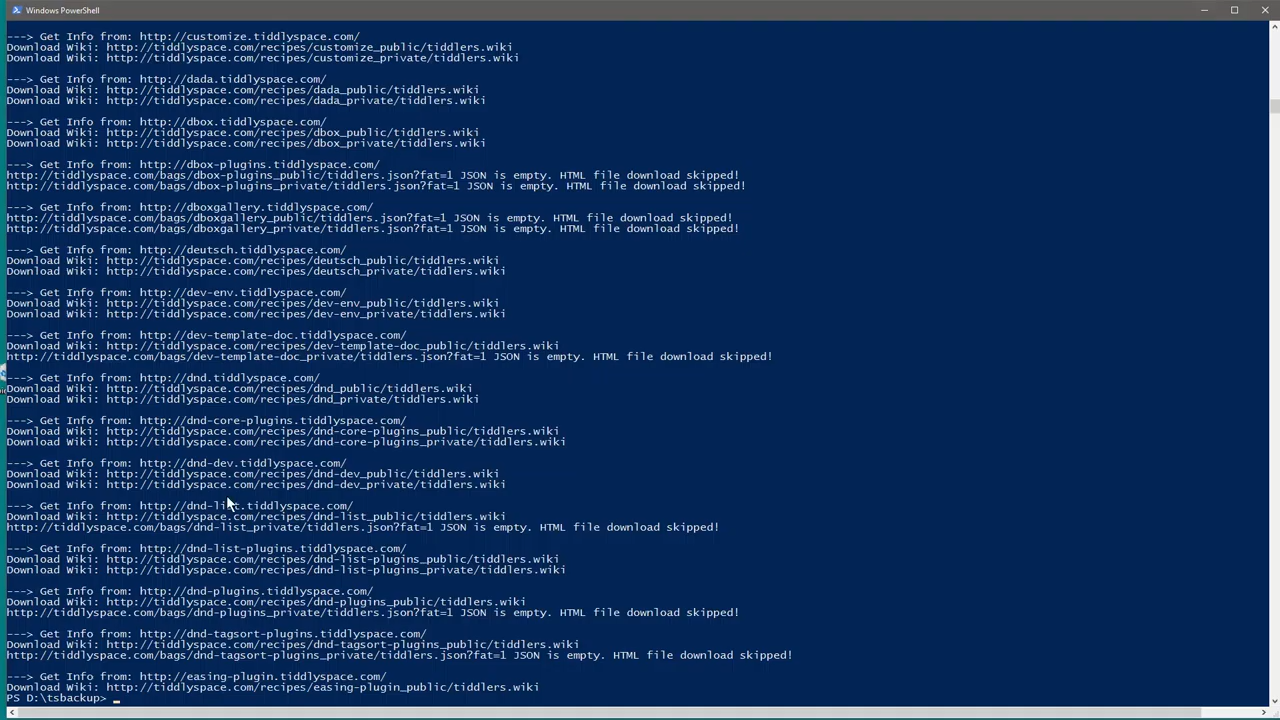 Windows PowerShell
---> Get Info from: http://customize.tiddlyspace.com/
Download Wiki: http://tiddlyspace.com/recipes/customize_public/tiddlers.wiki
Download Wiki: http://tiddlyspace.com/recipes/customize_private/tiddlers.wiki
---> Get Info from: http://dada.tiddlyspace.com/
Download Wiki: http://tiddlyspace.com/recipes/dada_public/tiddlers.wiki
Download Wiki: http://tiddlyspace.com/recipes/dada_private/tiddlers.wiki
---> Get Info from: http://dbox.tiddlyspace.com/
Download Wiki: http://tiddlyspace.com/recipes/dbox_public/tiddlers.wiki
Download Wiki: http://tiddlyspace.com/recipes/dbox_private/tiddlers.wiki
---> Get Info from: http://dbox-plugins.tiddlyspace.com/
http://tiddlyspace.com/bags/dbox-plugins_public/tiddlers.json?fat=1 JSON is empty. HTML file download skipped!
http://tiddlyspace.com/bags/dbox-plugins_private/tiddlers.json?fat=1 JSON is empty. HTML file download skipped!
---> Get Info from: http://dboxgallery.tiddlyspace.com/
http://tiddlyspace.com/bags/dboxgallery_public/tiddlers.json?fat=1 JSON is empty. HTML file download skipped!
http://tiddlyspace.com/bags/dboxgallery_private/tiddlers.json?fat=1 JSON is empty. HTML file download skipped!
---> Get Info from: http://deutsch.tiddlyspace.com/
Download Wiki: http://tiddlyspace.com/recipes/deutsch_public/tiddlers.wiki
Download Wiki: http://tiddlyspace.com/recipes/deutsch_private/tiddlers.wiki
---> Get Info from: http://dev-env.tiddlyspace.com/
Download Wiki: http://tiddlyspace.com/recipes/dev-env_public/tiddlers.wiki
Download Wiki: http://tiddlyspace.com/recipes/dev-env_private/tiddlers.wiki
---> Get Info from: http://dev-template-doc.tiddlyspace.com/
Download Wiki: http://tiddlyspace.com/recipes/dev-template-doc_public/tiddlers.wiki
http://tiddlyspace.com/bags/dev-template-doc_private/tiddlers.json?fat=1 JSON is empty. HTML file download skipped!
---> Get Info from: http://dnd.tiddlyspace.com/
Download Wiki: http://tiddlyspace.com/recipes/dnd_public/tiddlers.wiki
Download Wiki: http://tiddlyspace.com/recipes/dnd_private/tiddlers.wiki
---> Get Info from: http://dnd-core-plugins.tiddlyspace.com/
Download Wiki: http://tiddlyspace.com/recipes/dnd-core-plugins_public/tiddlers.wiki
Download Wiki: http://tiddlyspace.com/recipes/dnd-core-plugins_private/tiddlers.wiki
---> Get Info from: http://dnd-dev.tiddlyspace.com/
Download Wiki: http://tiddlyspace.com/recipes/dnd-dev_public/tiddlers.wiki
Download Wiki: http://tiddlyspace.com/recipes/dnd-dev_private/tiddlers.wiki
---> Get Info from: http://dnd-list.tiddlyspace.com/
Download Wiki: http://tiddlyspace.com/recipes/dnd-list_public/tiddlers.wiki
http://tiddlyspace.com/bags/dnd-list_private/tiddlers.json?fat=1 JSON is empty. HTML file download skipped!
---> Get Info from: http://dnd-list-plugins.tiddlyspace.com/
Download Wiki: http://tiddlyspace.com/recipes/dnd-list-plugins_public/tiddlers.wiki
Download Wiki: http://tiddlyspace.com/recipes/dnd-list-plugins_private/tiddlers.wiki
---> Get Info from: http://dnd-plugins.tiddlyspace.com/
Download Wiki: http://tiddlyspace.com/recipes/dnd-plugins_public/tiddlers.wiki
http://tiddlyspace.com/bags/dnd-plugins_private/tiddlers.json?fat=1 JSON is empty. HTML file download skipped!
---> Get Info from: http://dnd-tagsort-plugins.tiddlyspace.com/
Download Wiki: http://tiddlyspace.com/recipes/dnd-tagsort-plugins_public/tiddlers.wiki
http://tiddlyspace.com/bags/dnd-tagsort-plugins_private/tiddlers.json?fat=1 JSON is empty. HTML file download skipped!
---> Get Info from: http://easing-plugin.tiddlyspace.com/
Download Wiki: http://tiddlyspace.com/recipes/easing-plugin_public/tiddlers.wiki
PS D:\tsbackup> _